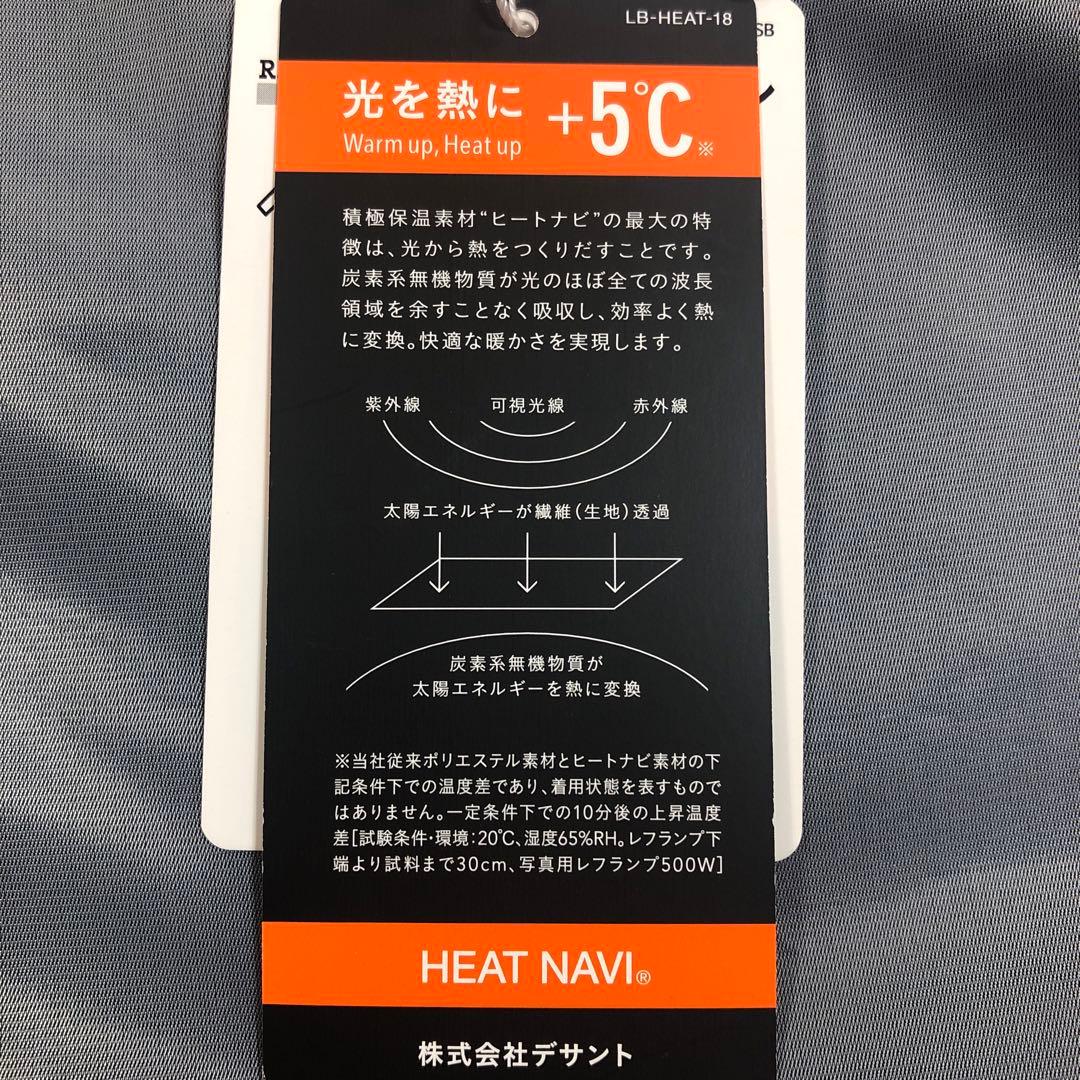 LB-HEAT-18
SB
R
光を熱に
Warm up, Heat up
+5℃※
積極保温素材“ヒートナビ”の最大の特
徴は、光から熱をつくりだすことです。
炭素系無機物質が光のほぼ全ての波長
領域を余すことなく吸収し、効率よく熱
に変換。快適な暖かさを実現します。
紫外線 可視光線 赤外線
太陽エネルギーが繊維（生地）透過
炭素系無機物質が
太陽エネルギーを熱に変換
※当社従来ポリエステル素材とヒートナビ素材の下
記条件下での温度差であり、着用状態を表すもので
はありません。一定条件下での10分後の上昇温度
差[試験条件・環境：20℃、湿度65%RH。レフランプ下
端より試料まで30cm、写真用レフランプ500W]
HEAT NAVI®
株式会社デサント